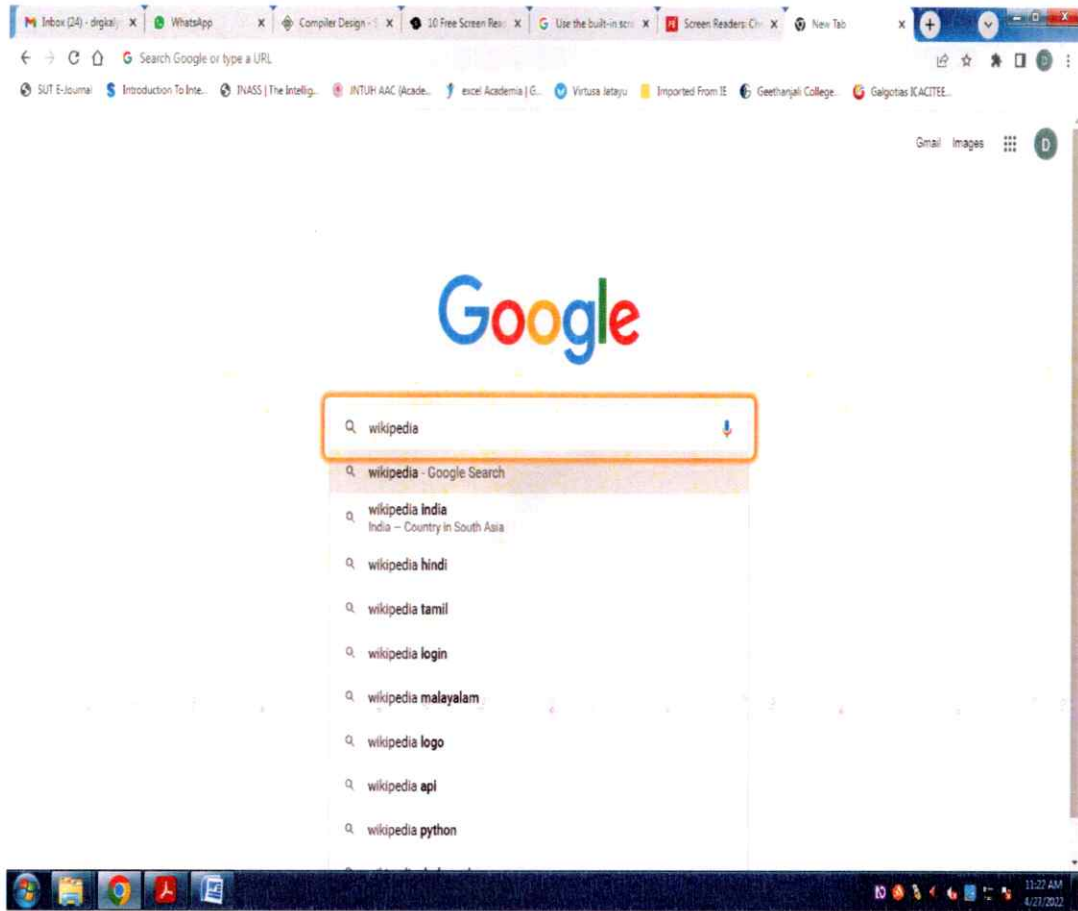 Inbox (24) - drgkaly
WhatsApp
Compiler Design - S
10 Free Screen Rea
Use the built-in scr
Screen Readers: Ch
New Tab
Search Google or type a URL
SUT E-Journal
Introduction To Inte...
INASS | The Intellig...
JNTUH AAC (Acade...
excel Academia | G...
Virtusa Jatayu
Imported From IE
Geethanjali College...
Galgotias ICACITEE...
Gmail Images
D
Google
wikipedia
wikipedia - Google Search
wikipedia india
India – Country in South Asia
wikipedia hindi
wikipedia tamil
wikipedia login
wikipedia malayalam
wikipedia logo
wikipedia api
wikipedia python
11:27 AM
4/27/2022